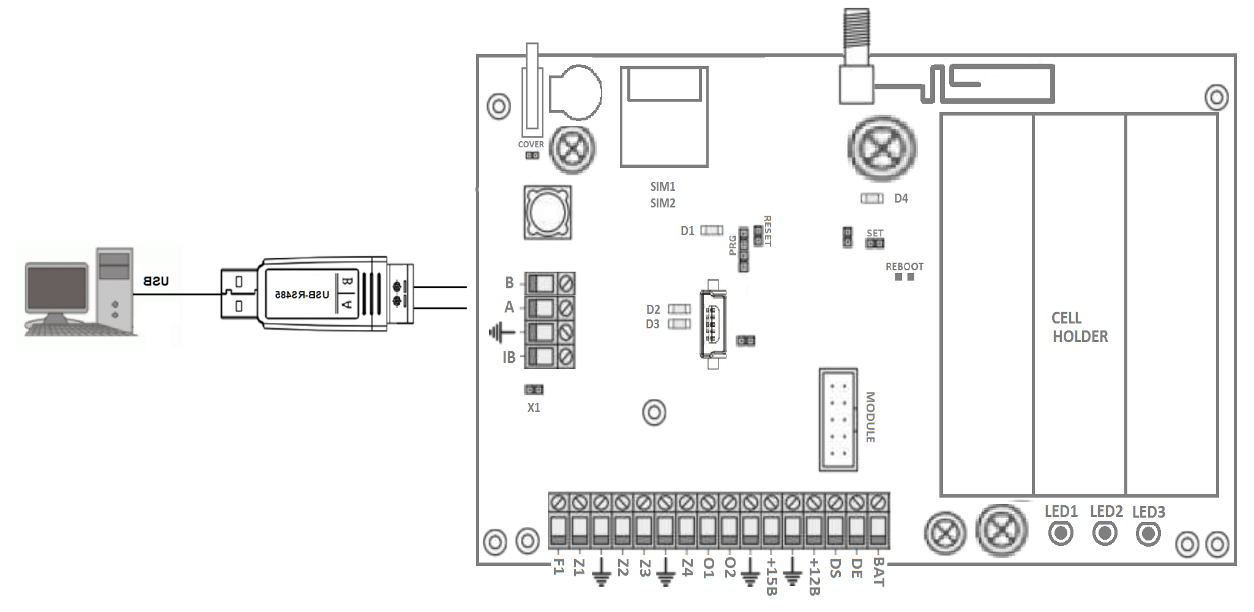 COVER
SIM1
SIM2
D4
D1
PRG
RESET
SET
REBOOT
USB
USB-RS485
A
B
B
A
IB
D2
D3
CELL
HOLDER
X1
MODULE
LED1 LED2 LED3
F1 Z1 Z2 Z3 Z4 O1 O2 +15B +12B DS DE BAT